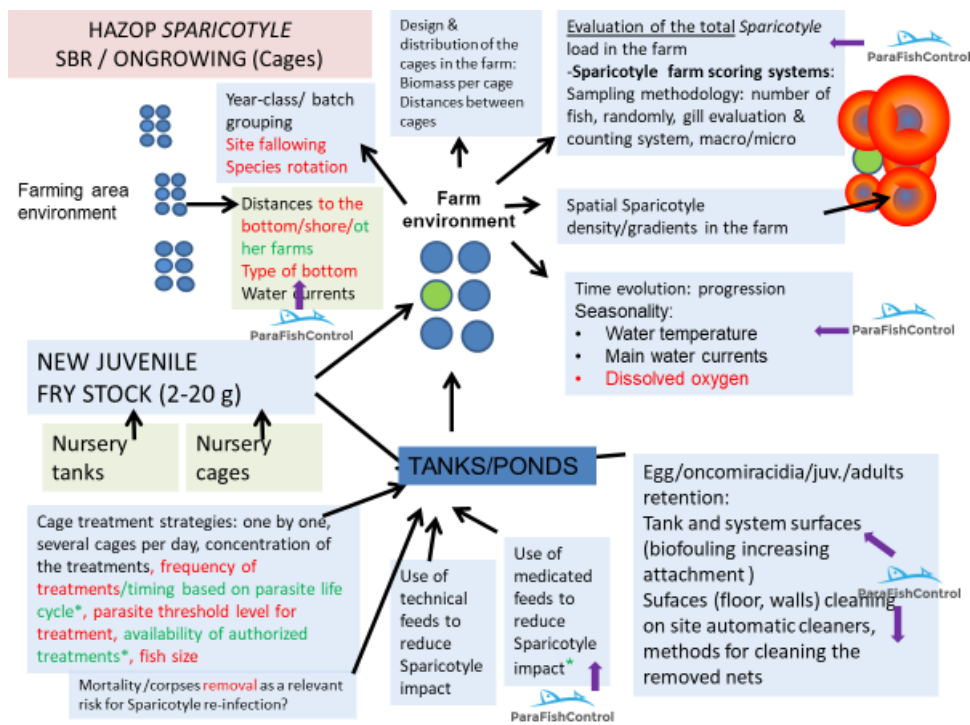 HAZOP SPARICOTYLE
SBR / ONGROWING (Cages)
Design &
distribution of the
cages in the farm:
Biomass per cage
Distances between
cages
Evaluation of the total Sparicotyle
load in the farm
-Sparicotyle farm scoring systems:
Sampling methodology: number of
fish, randomly, gill evaluation &
counting system, macro/micro
ParaFishControl
Year-class/ batch
grouping
Site fallowing
Species rotation
Farming area
environment
Distances to the
bottom/shore/ot
her farms
Type of bottom
Water currents
ParaFishControl
Farm
environment
Spatial Sparicotyle
density/gradients in the farm
Time evolution: progression
Seasonality:
• Water temperature
• Main water currents
• Dissolved oxygen
ParaFishControl
NEW JUVENILE
FRY STOCK (2-20 g)
Nursery
tanks
Nursery
cages
TANKS/PONDS
Cage treatment strategies: one by one,
several cages per day, concentration of
the treatments, frequency of
treatments/timing based on parasite life
cycle*, parasite threshold level for
treatment, availability of authorized
treatments*, fish size
Mortality/corpses removal as a relevant
risk for Sparicotyle re-infection?
Use of
technical
feeds to
reduce
Sparicotyle
impact
Use of
medicated
feeds to
reduce
Sparicotyle
impact*
ParaFishControl
Egg/oncomiracidia/juv./adults
retention:
Tank and system surfaces
(biofouling increasing
attachment )
Sufaces (floor, walls) cleaning
on site automatic cleaners,
methods for cleaning the
removed nets
ParaFishControl